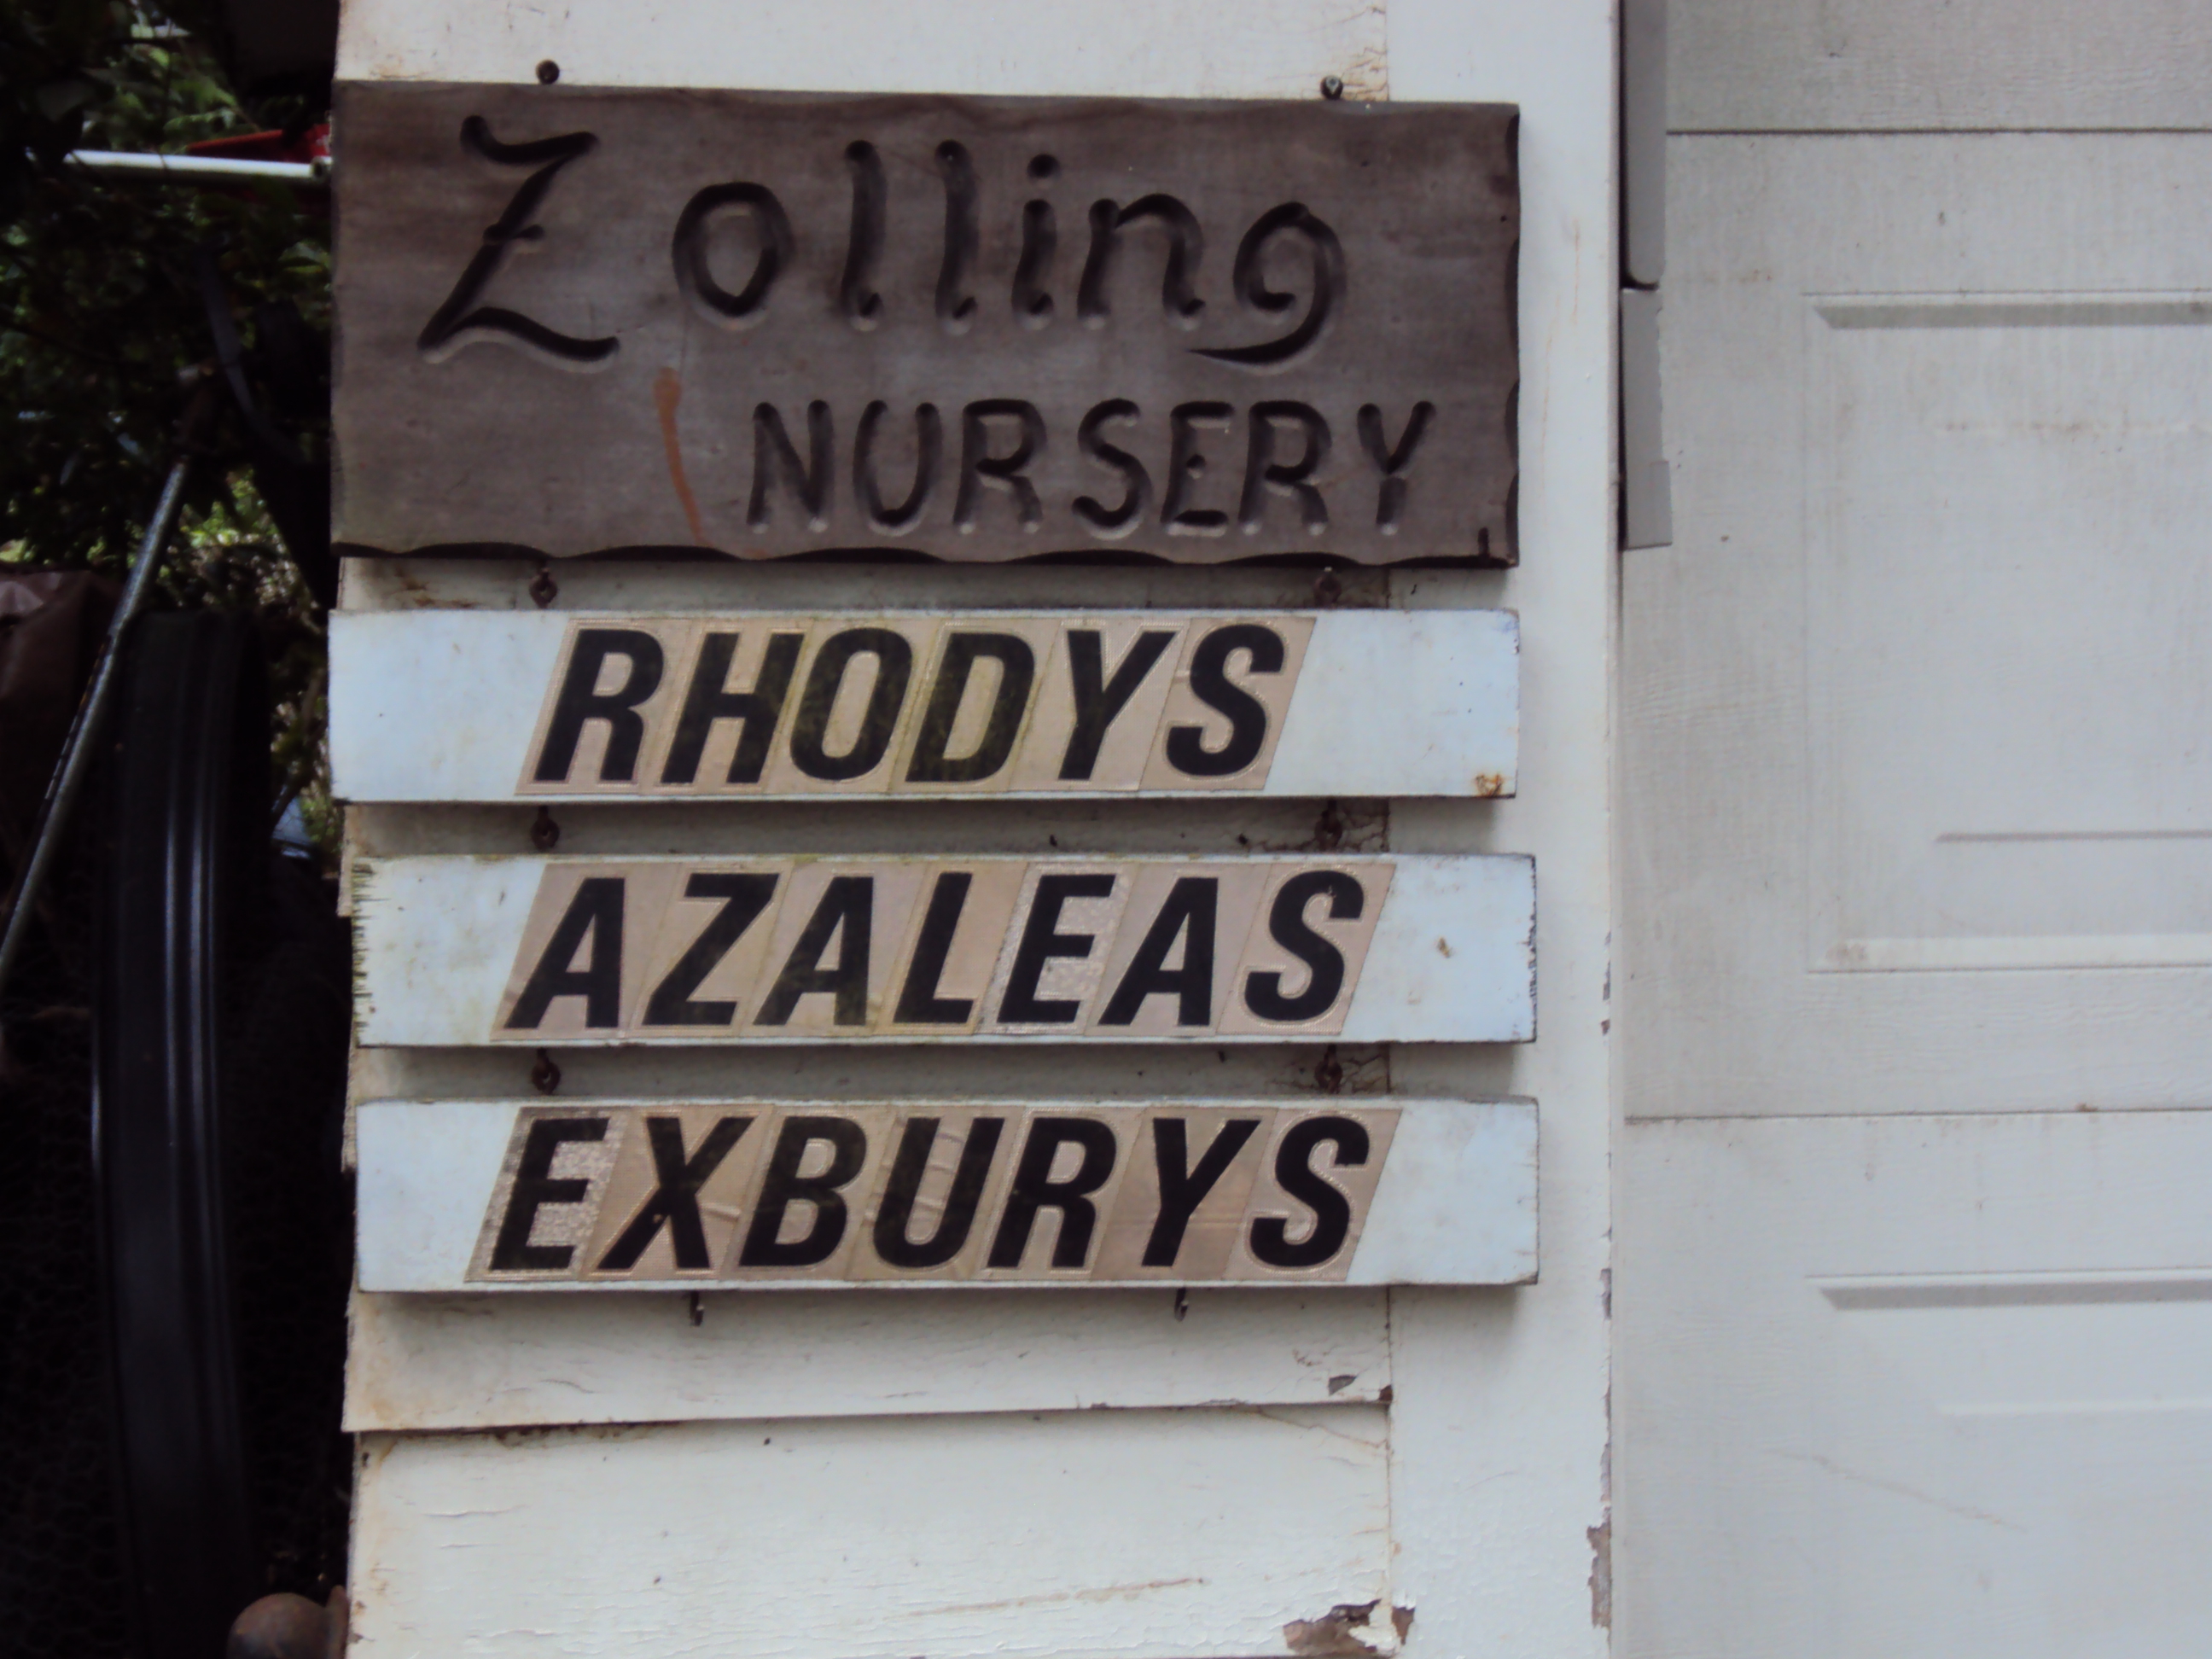 Zolling
NURSERY
RHODYS
AZALEAS
EXBURYS